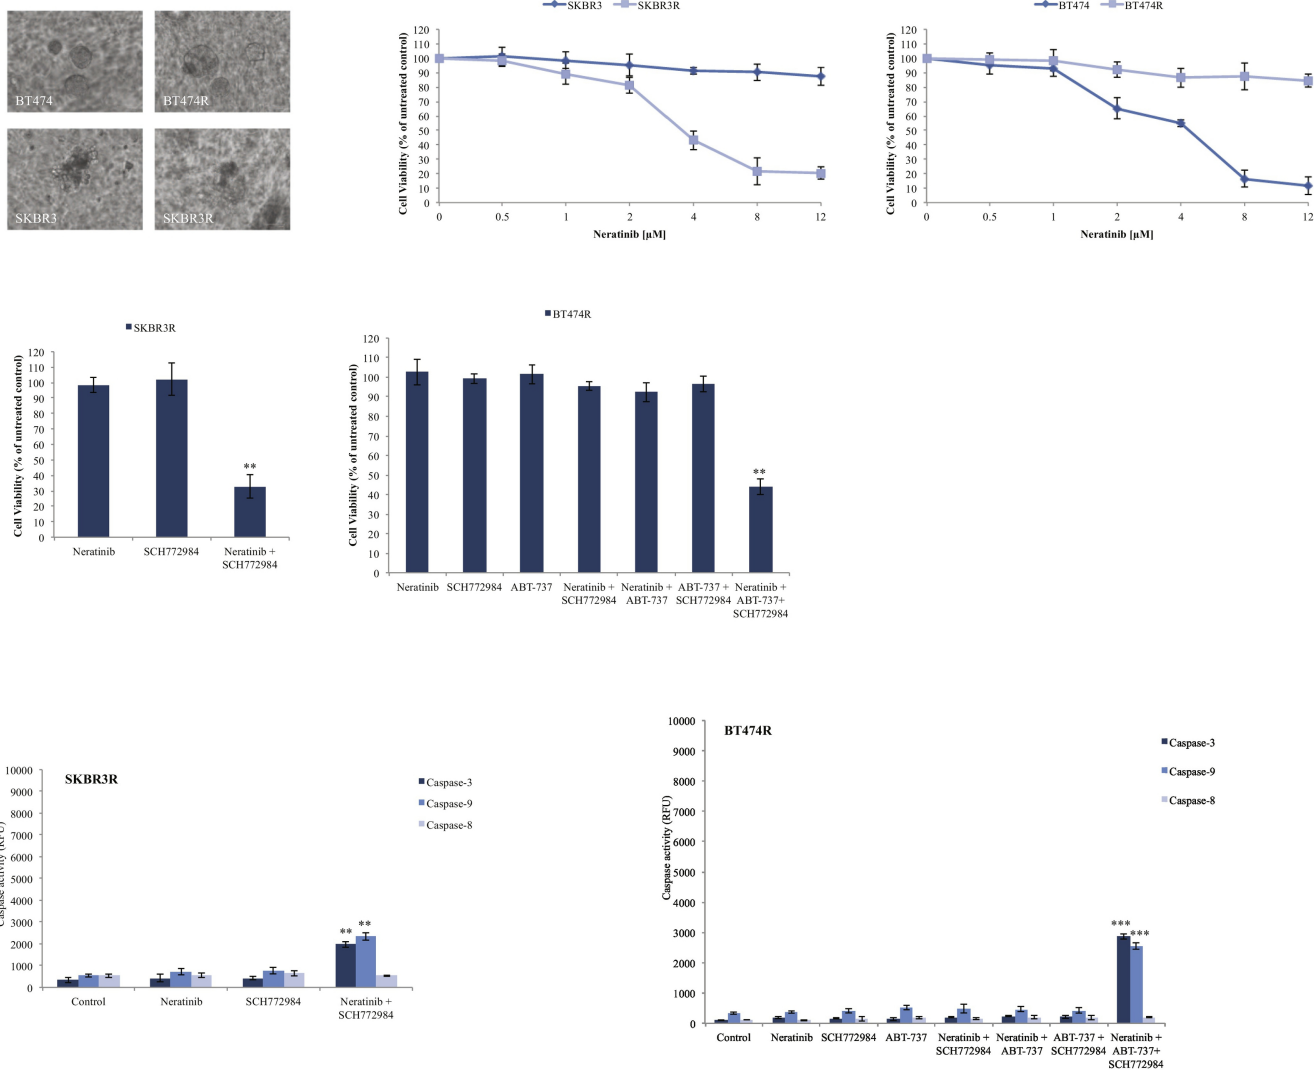 BT474
BT474R
SKBR3
SKBR3R
SKBR3 SKBR3R
Cell Viability (% of untreated control)
120
110
100
90
80
70
60
50
40
30
20
10
0
0 0.5 1 2 4 8 12
Neratinib [µM]
BT474 BT474R
Cell Viability (% of untreated control)
120
110
100
90
80
70
60
50
40
30
20
10
0
0 0.5 1 2 4 8 12
Neratinib [µM]
SKBR3R
Cell Viability (% of untreated control)
120
110
100
90
80
70
60
50
40
30
20
10
0
**
Neratinib SCH772984 Neratinib +
SCH772984
BT474R
Cell Viability (% of untreated control)
120
110
100
90
80
70
60
50
40
30
20
10
0
**
Neratinib SCH772984 ABT-737 Neratinib + Neratinib + ABT-737 + Neratinib +
SCH772984 ABT-737 SCH772984 ABT-737+
SCH772984
SKBR3R
Caspase activity (RFU)
10000
9000
8000
7000
6000
5000
4000
3000
2000
1000
0
** **
Caspase-3
Caspase-9
Caspase-8
Control Neratinib SCH772984 Neratinib +
SCH772984
BT474R
Caspase activity (RFU)
10000
9000
8000
7000
6000
5000
4000
3000
2000
1000
0
*** ***
Caspase-3
Caspase-9
Caspase-8
Control Neratinib SCH772984 ABT-737 Neratinib + Neratinib + ABT-737 + Neratinib +
SCH772984 ABT-737 SCH772984 ABT-737+
SCH772984